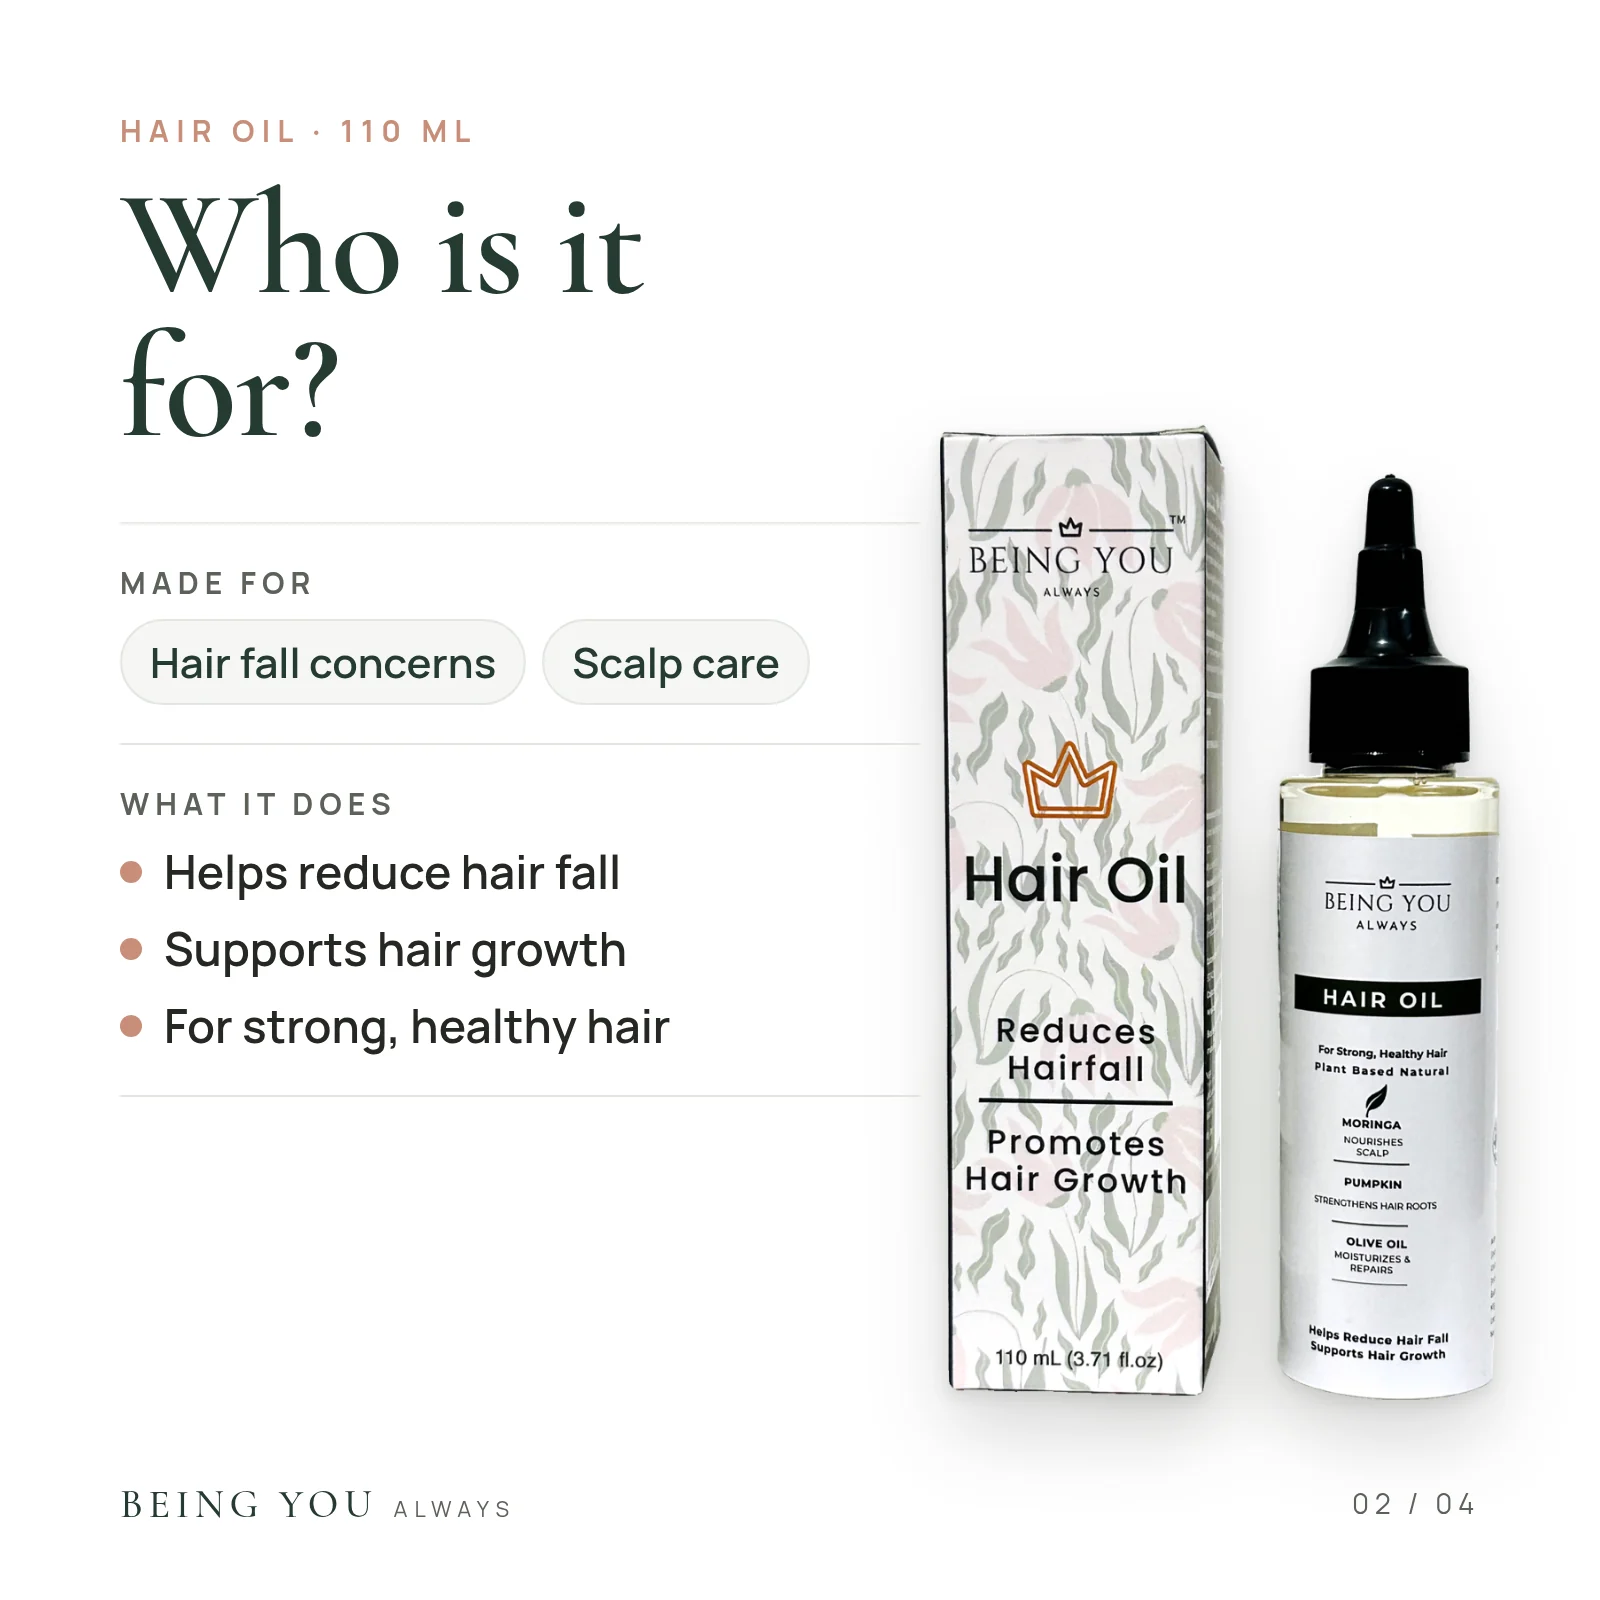 HAIR OIL · 110 ML
Who is it
for?
MADE FOR
Hair fall concerns
Scalp care
WHAT IT DOES
Helps reduce hair fall
Supports hair growth
For strong, healthy hair
TM
BEING YOU
ALWAYS
Hair Oil
Reduces
Hairfall
Promotes
Hair Growth
110 mL (3.71 fl.oz)
BEING YOU
ALWAYS
HAIR OIL
For Strong, Healthy Hair
Plant Based Natural
MORINGA
NOURISHES
SCALP
PUMPKIN
STRENGTHENS HAIR ROOTS
OLIVE OIL
MOISTURIZES &
REPAIRS
Helps Reduce Hair Fall
Supports Hair Growth
BEING YOU ALWAYS
02 / 04